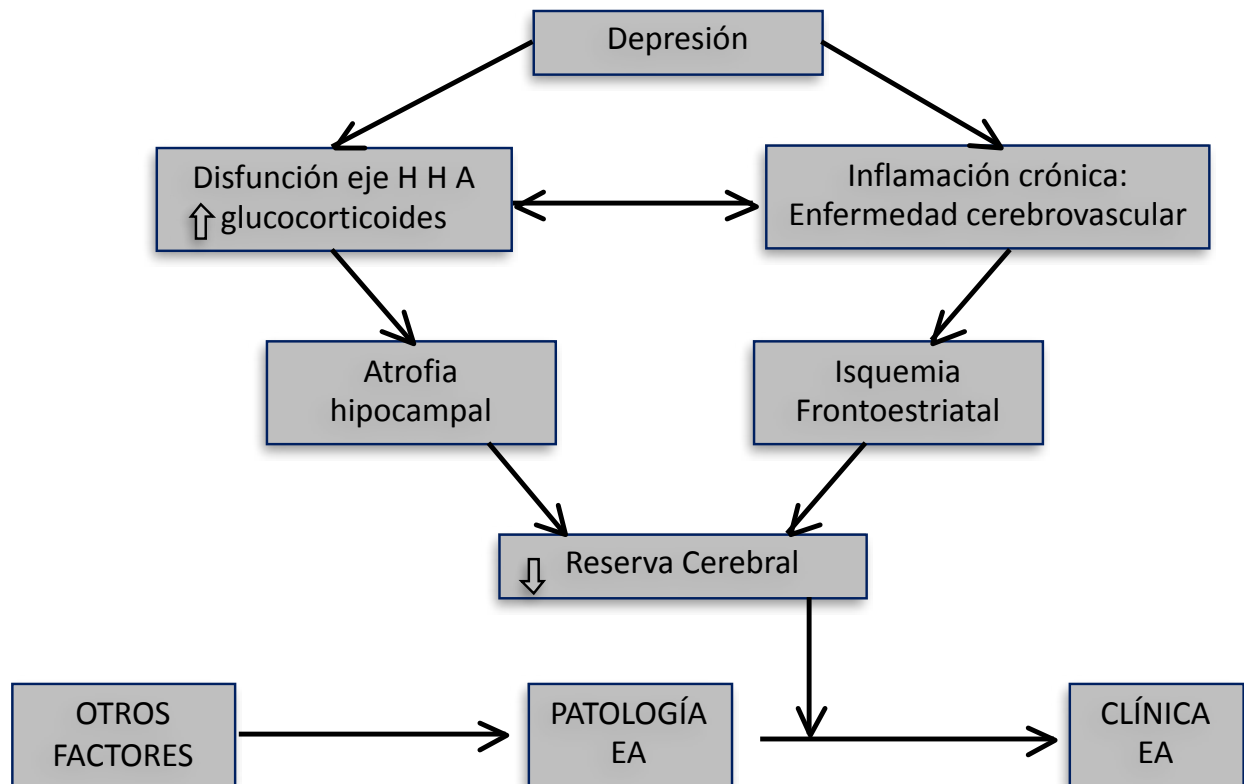 Depresión
Disfunción eje H H A
⇧ glucocorticoides
Inflamación crónica:
Enfermedad cerebrovascular
Atrofia
hipocampal
Isquemia
Frontoestriatal
⇩ Reserva Cerebral
OTROS
FACTORES
PATOLOGÍA
EA
CLÍNICA
EA